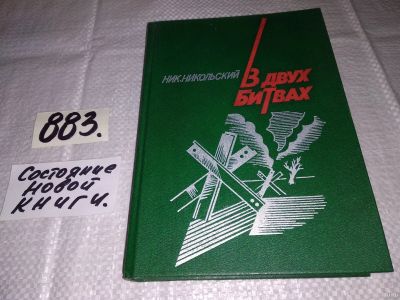 НИК. НИКОЛЬСКИЙ
В ДВУХ
БИТВАХ
883.
Состояние
новой
книги.